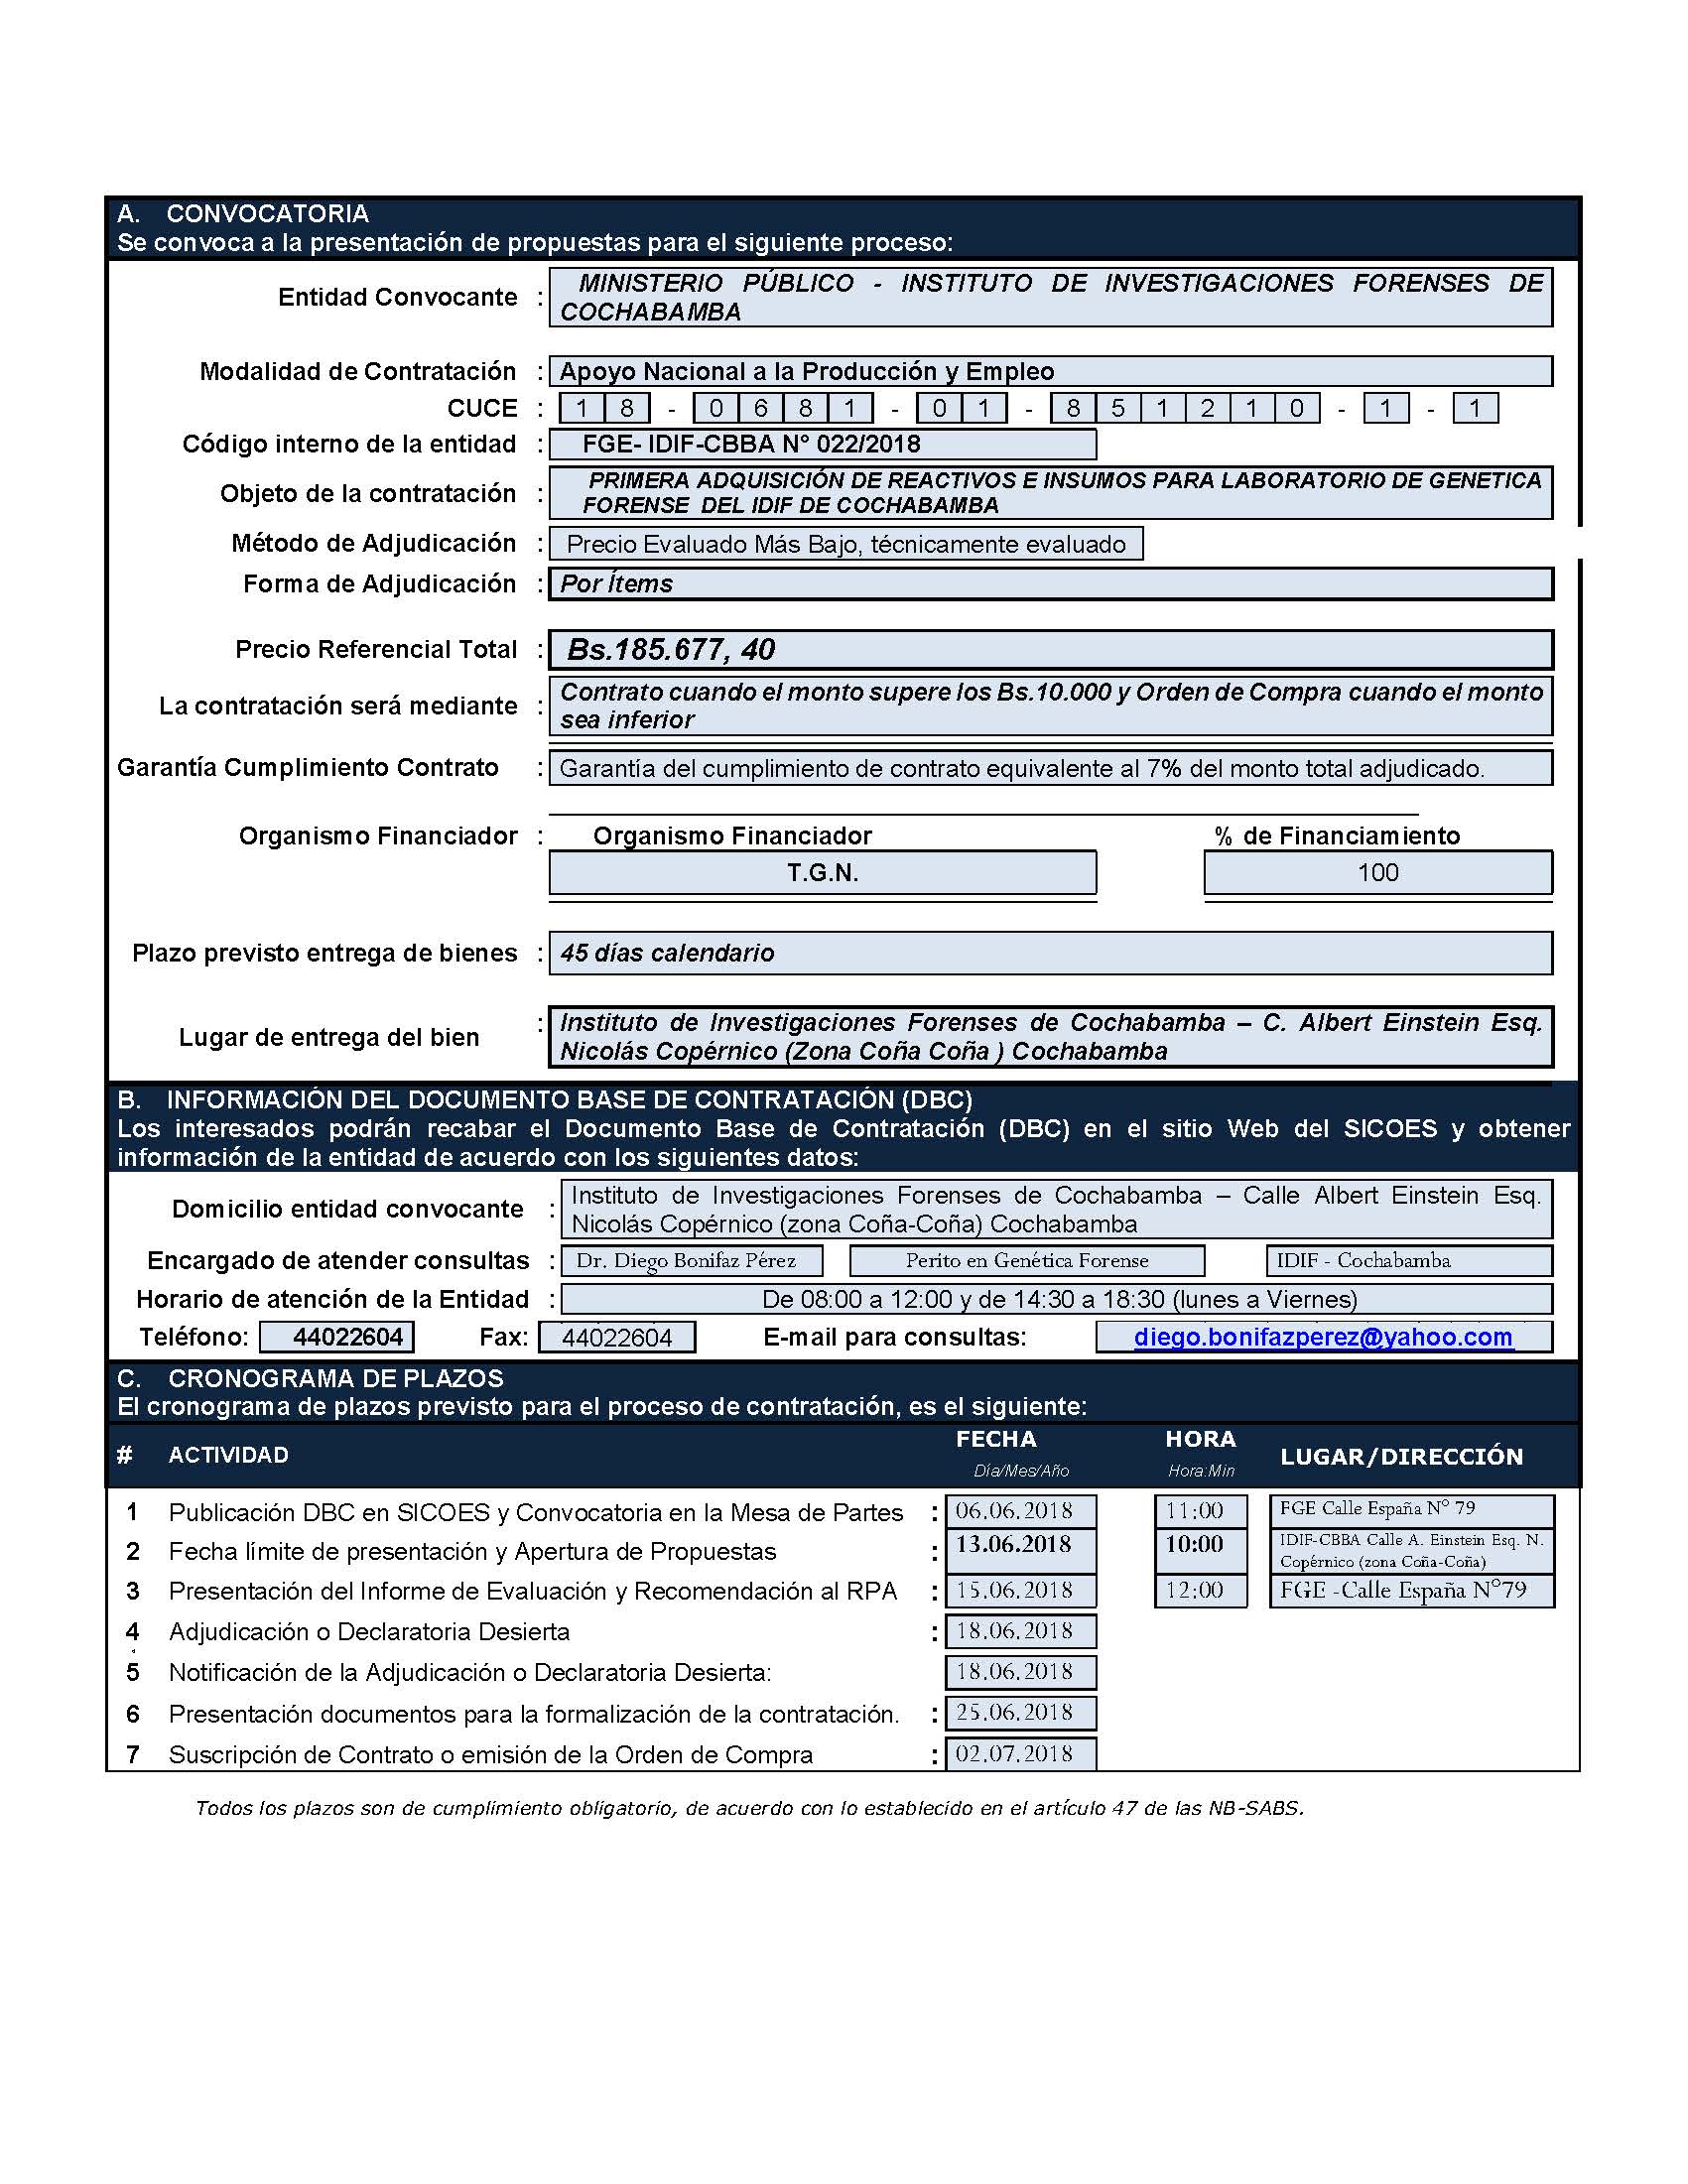 A. CONVOCATORIA
Se convoca a la presentación de propuestas para el siguiente proceso:
Entidad Convocante : MINISTERIO PÚBLICO - INSTITUTO DE INVESTIGACIONES FORENSES DE
COCHABAMBA
Modalidad de Contratación : Apoyo Nacional a la Producción y Empleo
CUCE : 1 8 - 0 6 8 1 - 0 1 - 8 5 1 2 1 0 - 1 - 1
Código interno de la entidad : FGE- IDIF-CBBA N° 022/2018
Objeto de la contratación : PRIMERA ADQUISICIÓN DE REACTIVOS E INSUMOS PARA LABORATORIO DE GENETICA
FORENSE DEL IDIF DE COCHABAMBA
Método de Adjudicación : Precio Evaluado Más Bajo, técnicamente evaluado
Forma de Adjudicación : Por Ítems
Precio Referencial Total : Bs.185.677, 40
La contratación será mediante : Contrato cuando el monto supere los Bs.10.000 y Orden de Compra cuando el monto
sea inferior
Garantía Cumplimiento Contrato : Garantía del cumplimiento de contrato equivalente al 7% del monto total adjudicado.
Organismo Financiador : Organismo Financiador % de Financiamiento
T.G.N. 100
Plazo previsto entrega de bienes : 45 días calendario
Lugar de entrega del bien : Instituto de Investigaciones Forenses de Cochabamba – C. Albert Einstein Esq.
Nicolás Copérnico (Zona Coña Coña ) Cochabamba
B. INFORMACIÓN DEL DOCUMENTO BASE DE CONTRATACIÓN (DBC)
Los interesados podrán recabar el Documento Base de Contratación (DBC) en el sitio Web del SICOES y obtener
información de la entidad de acuerdo con los siguientes datos:
Domicilio entidad convocante : Instituto de Investigaciones Forenses de Cochabamba – Calle Albert Einstein Esq.
Nicolás Copérnico (zona Coña-Coña) Cochabamba
Encargado de atender consultas : Dr. Diego Bonifaz Pérez Perito en Genética Forense IDIF - Cochabamba
Horario de atención de la Entidad : De 08:00 a 12:00 y de 14:30 a 18:30 (lunes a Viernes)
Teléfono: 44022604 Fax: 44022604 E-mail para consultas: diego.bonifazperez@yahoo.com
C. CRONOGRAMA DE PLAZOS
El cronograma de plazos previsto para el proceso de contratación, es el siguiente:
# ACTIVIDAD FECHA HORA LUGAR/DIRECCIÓN
Día/Mes/Año Hora:Min
1 Publicación DBC en SICOES y Convocatoria en la Mesa de Partes : 06.06.2018 11:00 FGE Calle España N° 79
2 Fecha límite de presentación y Apertura de Propuestas : 13.06.2018 10:00 IDIF-CBBA Calle A. Einstein Esq. N.
Copérnico (zona Coña-Coña)
3 Presentación del Informe de Evaluación y Recomendación al RPA : 15.06.2018 12:00 FGE -Calle España N°79
4 Adjudicación o Declaratoria Desierta : 18.06.2018
5 Notificación de la Adjudicación o Declaratoria Desierta: 18.06.2018
6 Presentación documentos para la formalización de la contratación. : 25.06.2018
7 Suscripción de Contrato o emisión de la Orden de Compra : 02.07.2018
Todos los plazos son de cumplimiento obligatorio, de acuerdo con lo establecido en el artículo 47 de las NB-SABS.